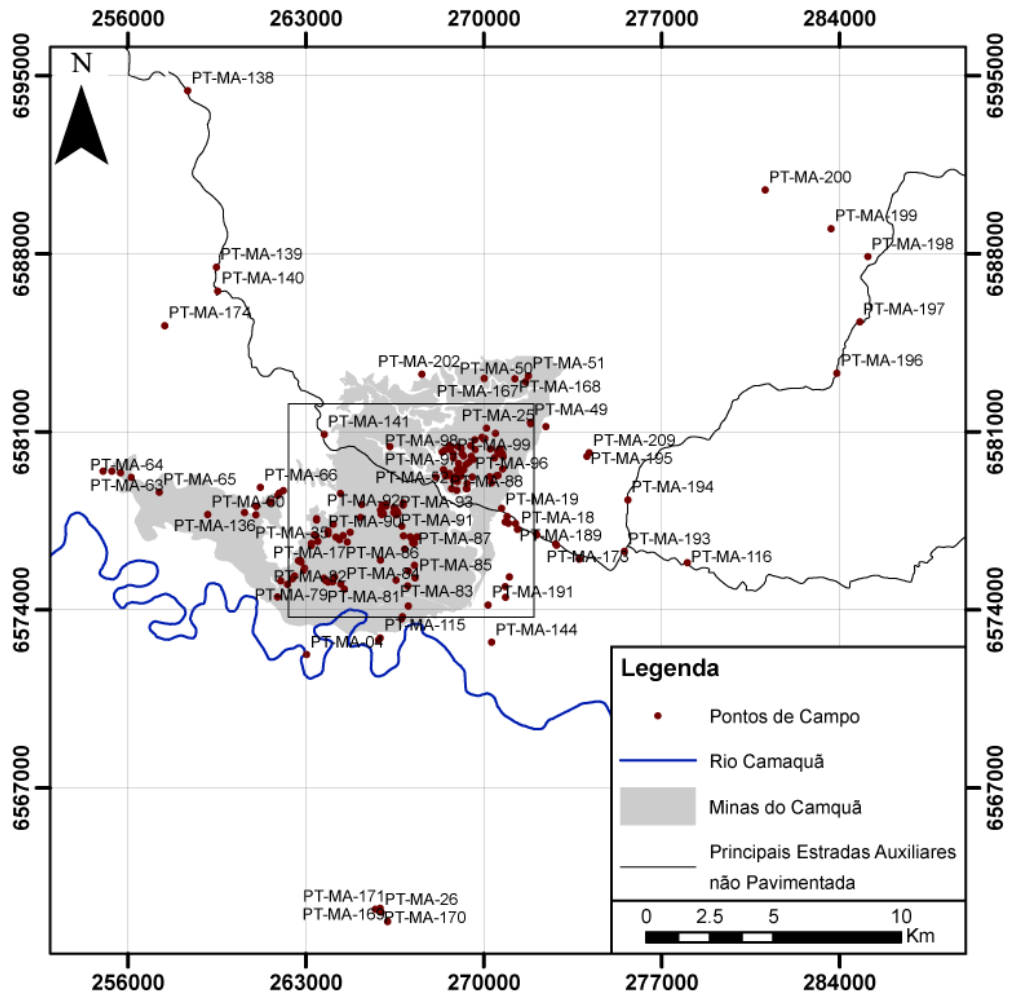 256000 263000 270000 277000 284000
6595000 6595000
N
PT-MA-138
PT-MA-200
PT-MA-199
6588000 6588000
PT-MA-139
PT-MA-198
PT-MA-140
PT-MA-174
PT-MA-197
PT-MA-202 PT-MA-50 PT-MA-51
PT-MA-167 PT-MA-168
PT-MA-196
PT-MA-25 PT-MA-49
6581000 6581000
PT-MA-141
PT-MA-98 PT-MA-99 PT-MA-209
PT-MA-96 PT-MA-195
PT-MA-64
PT-MA-63 PT-MA-65 PT-MA-66
PT-MA-88
PT-MA-194
PT-MA-60 PT-MA-92 PT-MA-93 PT-MA-19
PT-MA-136 PT-MA-90 PT-MA-91 PT-MA-18
PT-MA-87 PT-MA-189
PT-MA-17 PT-MA-86 PT-MA-173 PT-MA-193 PT-MA-116
PT-MA-85
PT-MA-79 PT-MA-81 PT-MA-83 PT-MA-191
6574000 6574000
PT-MA-04 PT-MA-115 PT-MA-144
Legenda
Pontos de Campo
Rio Camaquã
6567000 6567000
Minas do Camquã
Principais Estradas Auxiliares
não Pavimentada
PT-MA-171 PT-MA-26
PT-MA-169 PT-MA-170
0 2.5 5 10
Km
256000 263000 270000 277000 284000